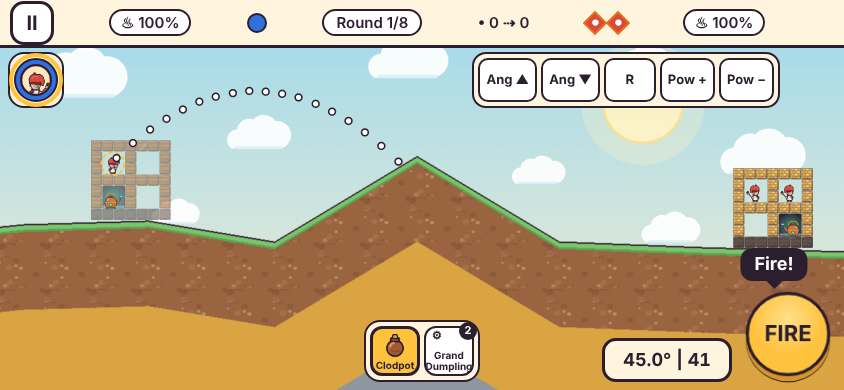 100%
Round 1/8
• 0 ⇢ 0
100%
Ang ▲
Ang ▼
R
Pow +
Pow −
Fire!
FIRE
Clodpot
2
Grand
Dumpling
45.0° | 41